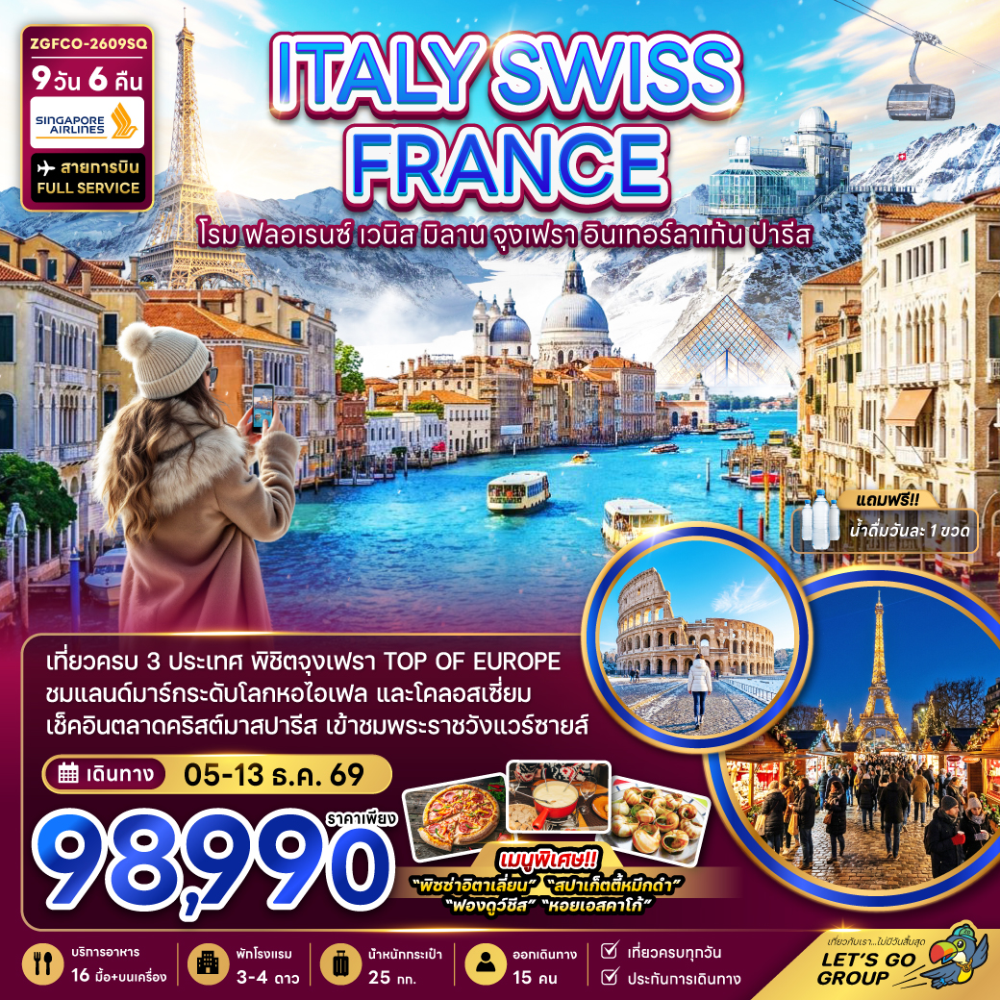 ZGFCO-2609SQ
9 วัน 6 คืน
SINGAPORE
AIRLINES
สายการบิน
FULL SERVICE
ITALY SWISS
FRANCE
โรม ฟลอเรนซ์ เวนิส มิลาน จุงเฟรา อินเทอร์ลาเก้น ปารีส
แถมฟรี!!
น้ำดื่มวันละ 1 ขวด
เที่ยวครบ 3 ประเทศ พิชิตจุงเฟรา TOP OF EUROPE
ชมแลนด์มาร์กระดับโลกหอไอเฟล และโคลอสเซี่ยม
เช็คอินตลาดคริสต์มาสปารีส เข้าชมพระราชวังแวร์ซายส์
เดินทาง 05-13 ธ.ค. 69
ราคาเพียง
98,990
เมนูพิเศษ!!
"พิซซ่าอิตาเลี่ยน" "สปาเก็ตตี้หมึกดำ"
"ฟองดูว์ชีส" "หอยเอสคาโก้"
บริการอาหาร
16 มื้อ+บนเครื่อง
พักโรงแรม
3-4 ดาว
น้ำหนักกระเป๋า
25 กก.
ออกเดินทาง
15 คน
เที่ยวครบทุกวัน
ประกันการเดินทาง
เที่ยวกับเรา...ไม่มีวันสิ้นสุด
LET'S GO
GROUP